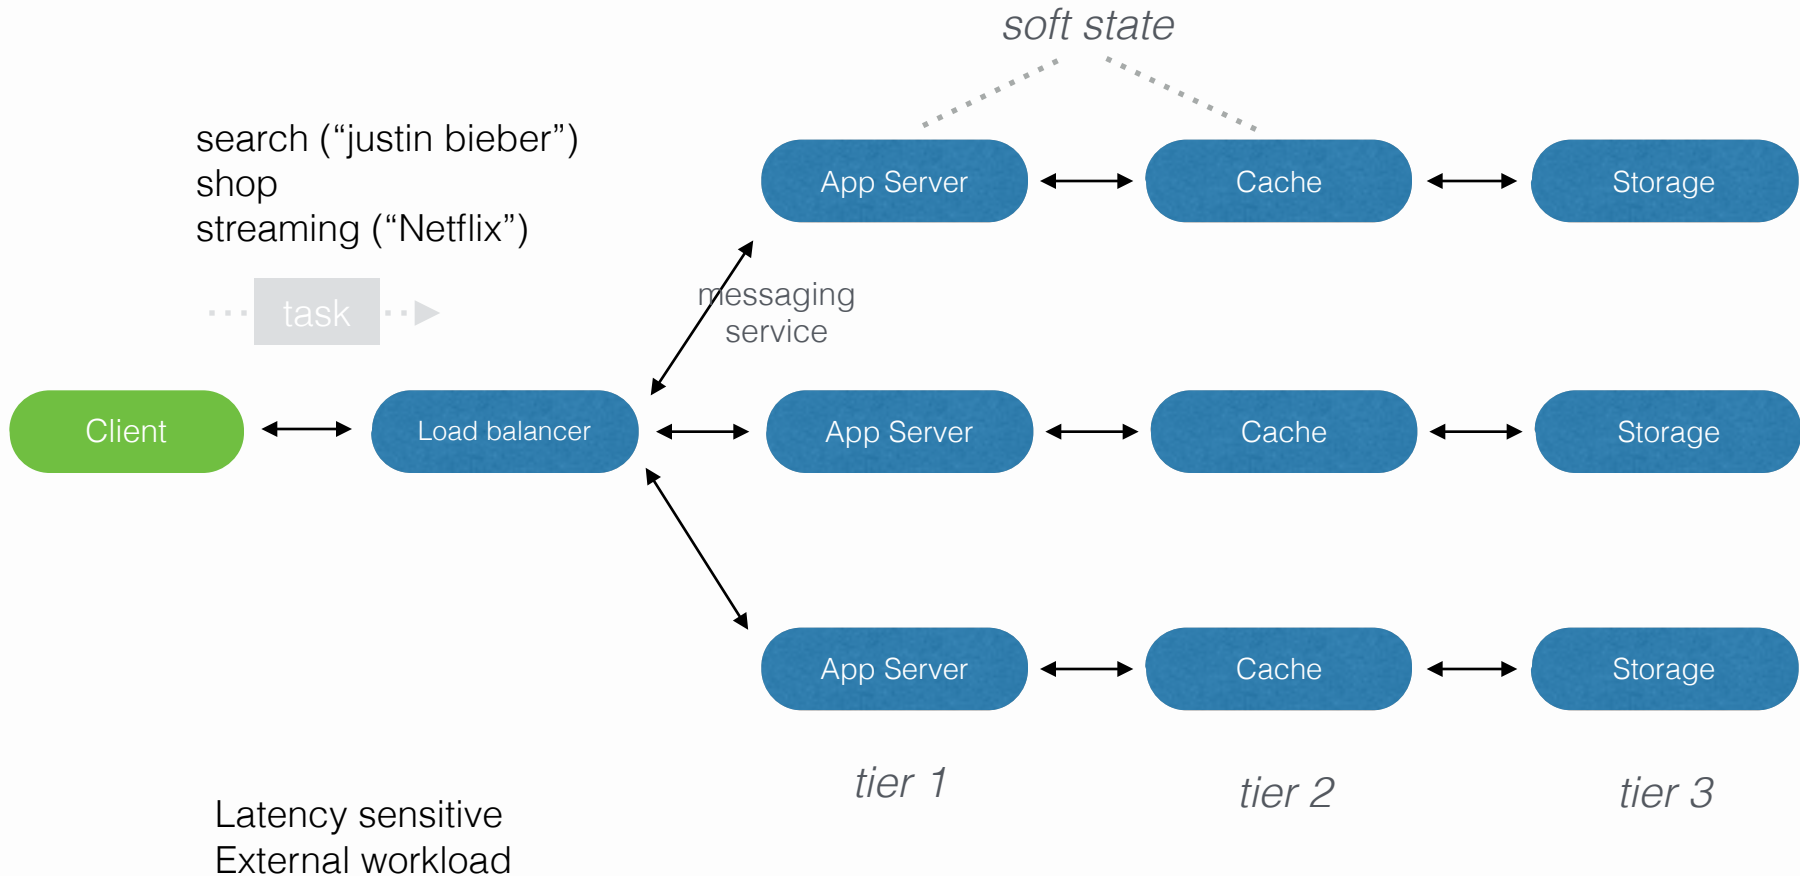 soft state
search (“justin bieber”)
shop
streaming (“Netflix”)
task
App Server
Cache
Storage
messaging
service
Client
Load balancer
App Server
Cache
Storage
App Server
Cache
Storage
tier 1
tier 2
tier 3
Latency sensitive
External workload